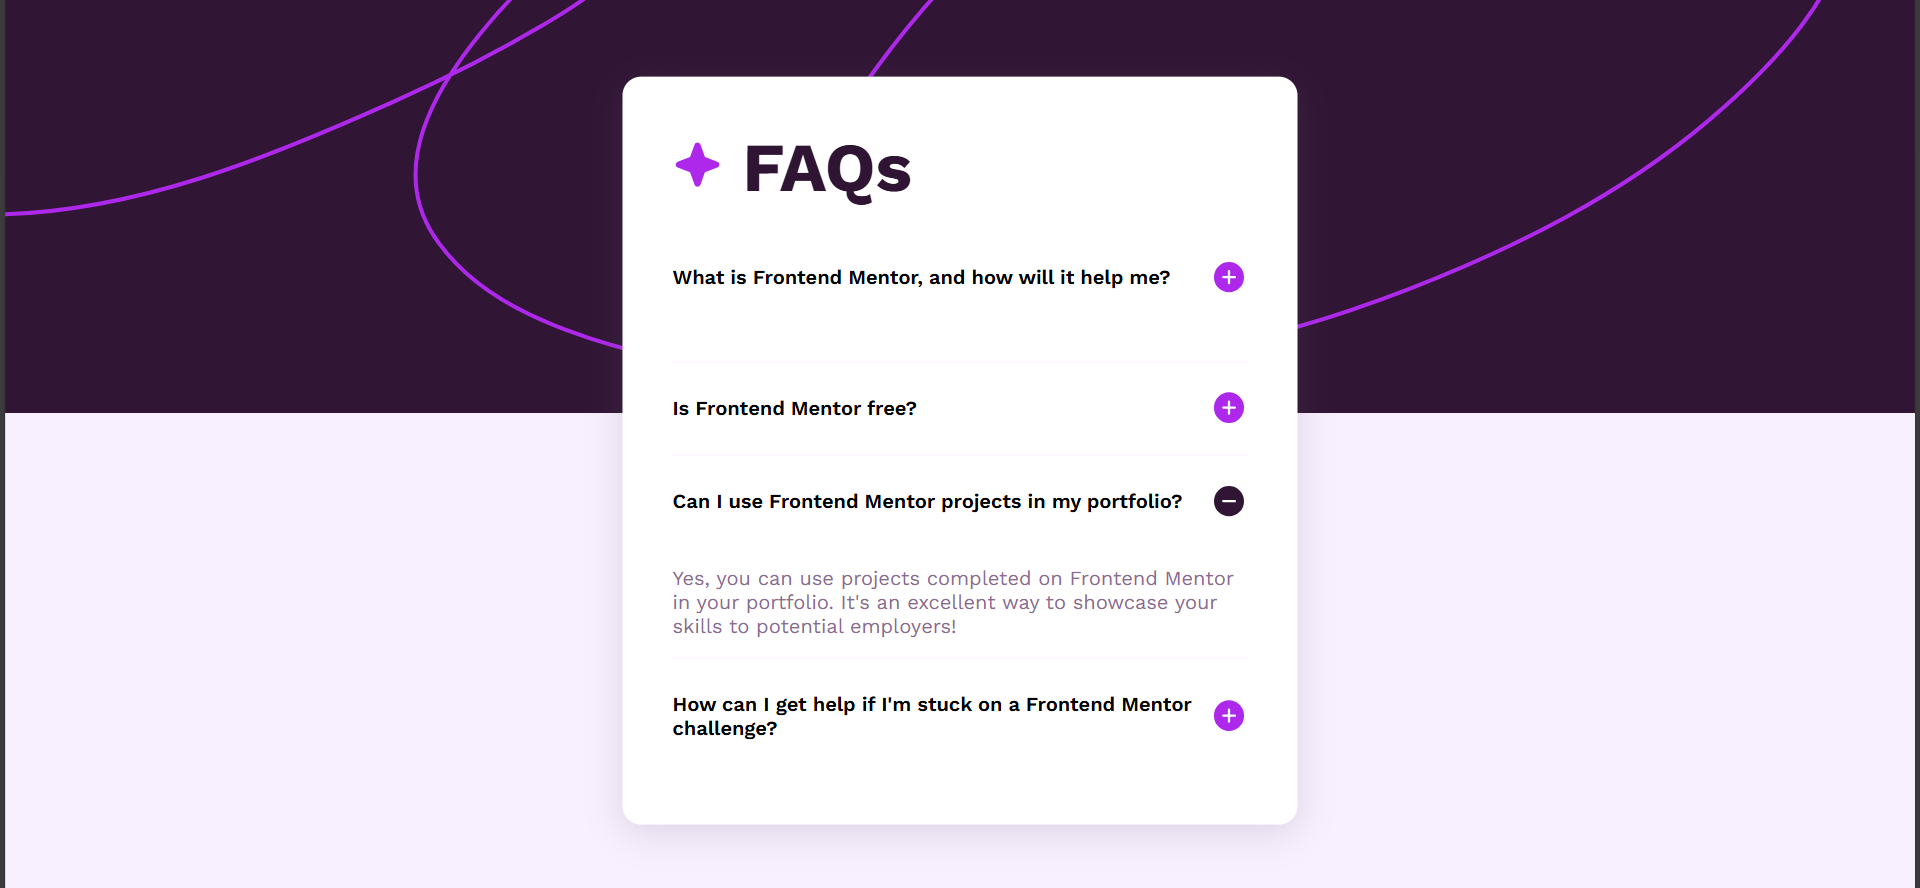 FAQs
What is Frontend Mentor, and how will it help me?
Is Frontend Mentor free?
Can I use Frontend Mentor projects in my portfolio?
Yes, you can use projects completed on Frontend Mentor
in your portfolio. It's an excellent way to showcase your
skills to potential employers!
How can I get help if I'm stuck on a Frontend Mentor
challenge?